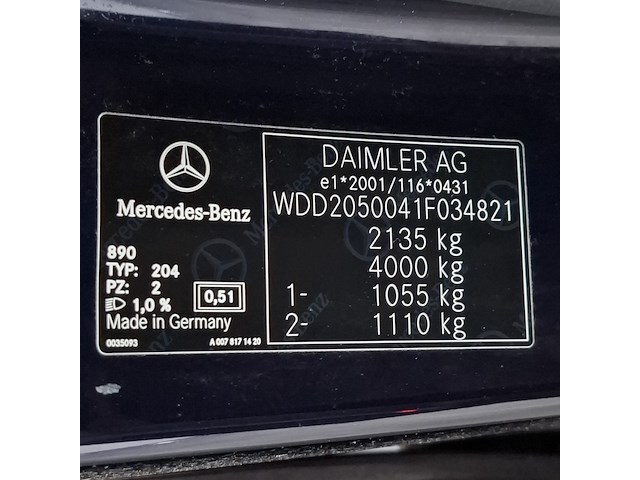 Mercedes-Benz
890
TYP: 204
PZ: 2
1,0 %
0,51
Made in Germany
0035093
A 007 817 14 20
DAIMLER AG
e1*2001/116*0431
WDD2050041F034821
2135 kg
4000 kg
1- 1055 kg
2- 1110 kg